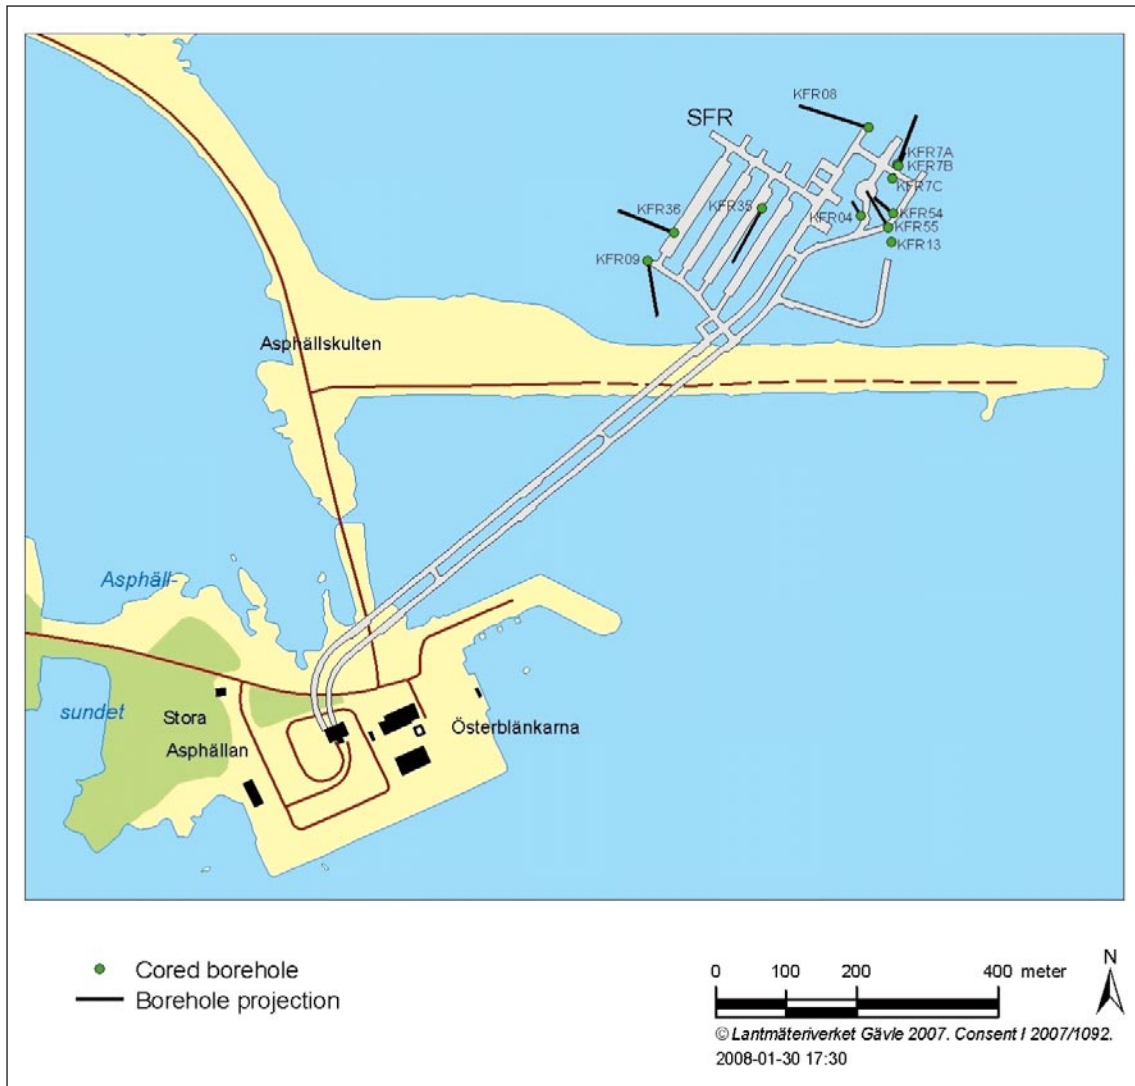 KFR08
SFR
KFR7A
KFR7B
KFR7C
KFR36
KFR35
KFR04
KFR54
KFR55
KFR13
KFR09
Asphällskulten
Asphäll-
sundet
Stora
Asphällan
Österblänkarna
Cored borehole
Borehole projection
0 100 200 400 meter
N
© Lantmäteriverket Gävle 2007. Consent I 2007/1092.
2008-01-30 17:30